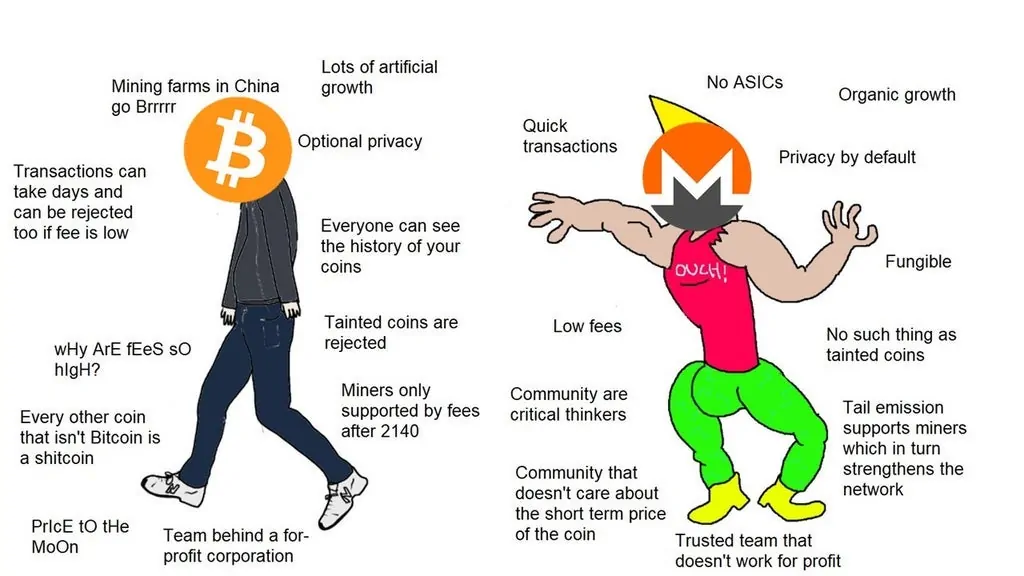 Mining farms in China
go Brrrrr
Lots of artificial
growth
Optional privacy
Transactions can
take days and
can be rejected
too if fee is low
Everyone can see
the history of your
coins
Tainted coins are
rejected
wHy ArE fEeS sO
hIgH?
Miners only
supported by fees
after 2140
Every other coin
that isn't Bitcoin is
a shitcoin
PrIcE tO tHe
MoOn
Team behind a for-
profit corporation
No ASICs
Organic growth
Quick
transactions
Privacy by default
OUCH!
Fungible
Low fees
No such thing as
tainted coins
Community are
critical thinkers
Tail emission
supports miners
which in turn
strengthens the
network
Community that
doesn't care about
the short term price
of the coin
Trusted team that
doesn't work for profit